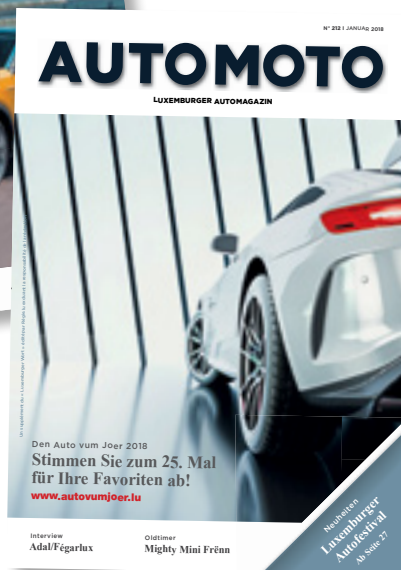 N° 212 I JANUAR 2018
AUTOMOTO
LUXEMBURGER AUTOMAGAZIN
Den Auto vum Joer 2018
Stimmen Sie zum 25. Mal
für Ihre Favoriten ab!
www.autovumjoer.lu
Neuheiten
Luxemburger
Autofestival
Ab Seite 27
Interview
Adal/Fégarlux
Oldtimer
Mighty Mini Frënn